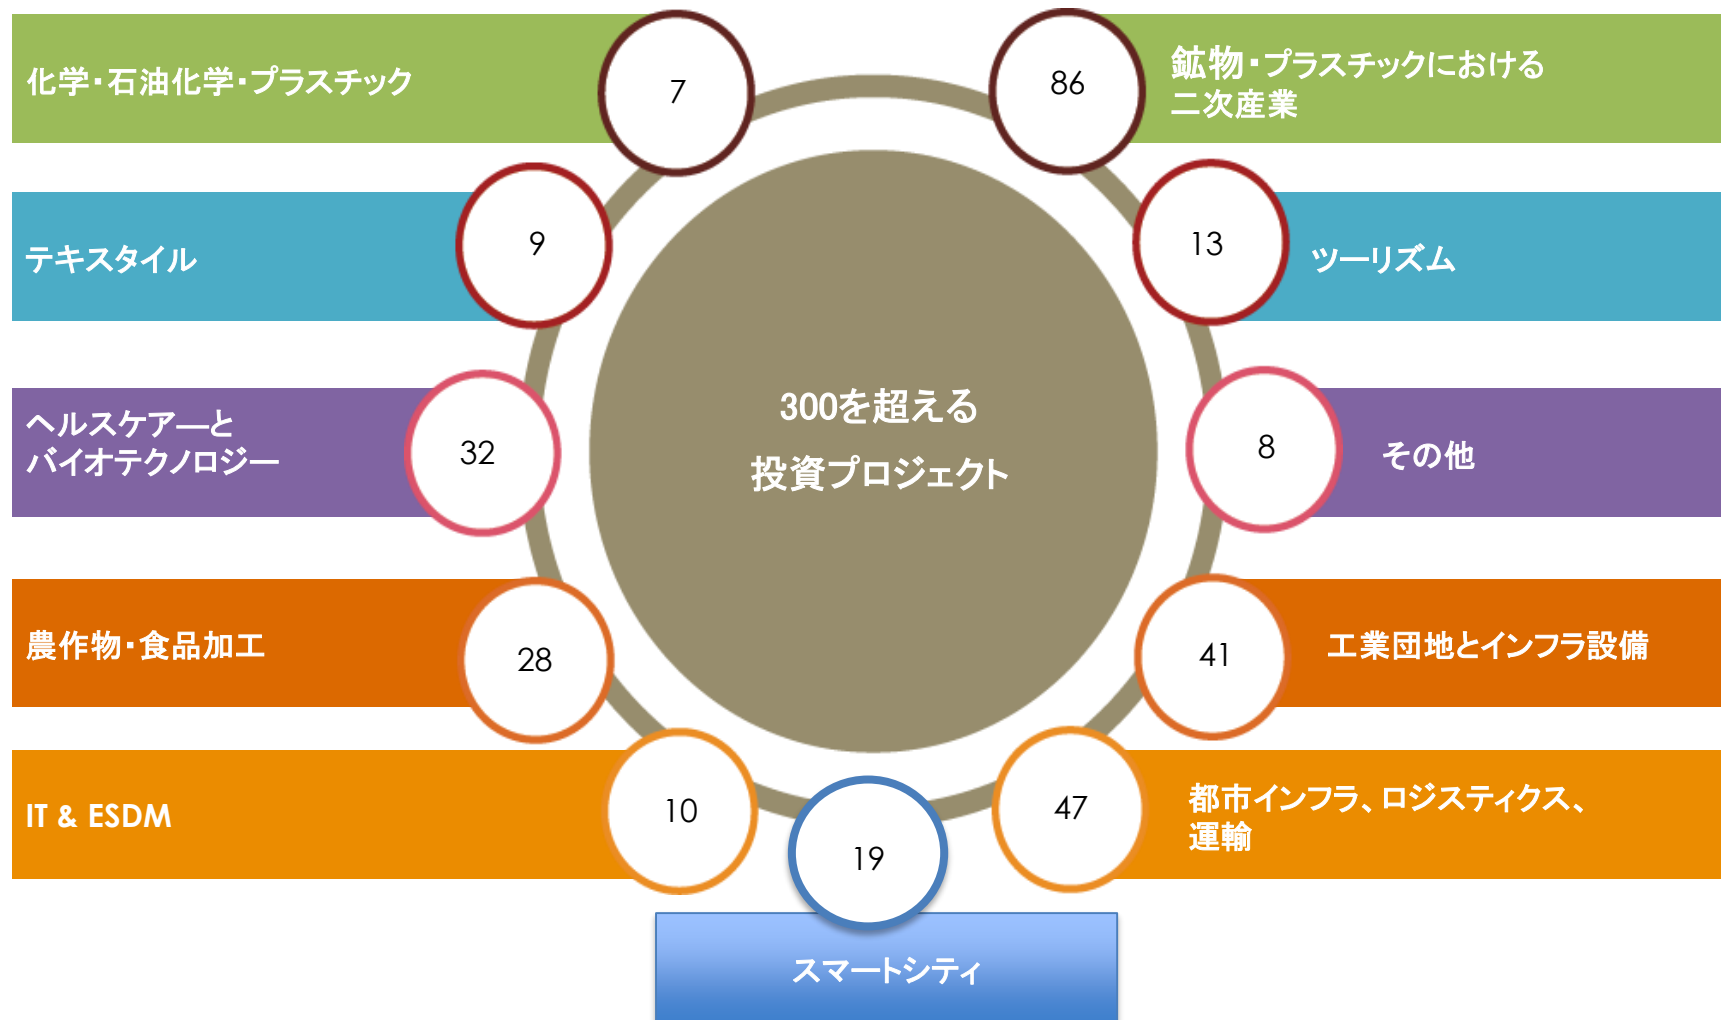 化学・石油化学・プラスチック
7
86
鉱物・プラスチックにおける
二次産業
テキスタイル
9
13
ツーリズム
ヘルスケア―と
バイオテクノロジー
32
300を超える
投資プロジェクト
8
その他
農作物・食品加工
28
41
工業団地とインフラ設備
IT & ESDM
10
19
47
都市インフラ、ロジスティクス、
運輸
スマートシティ